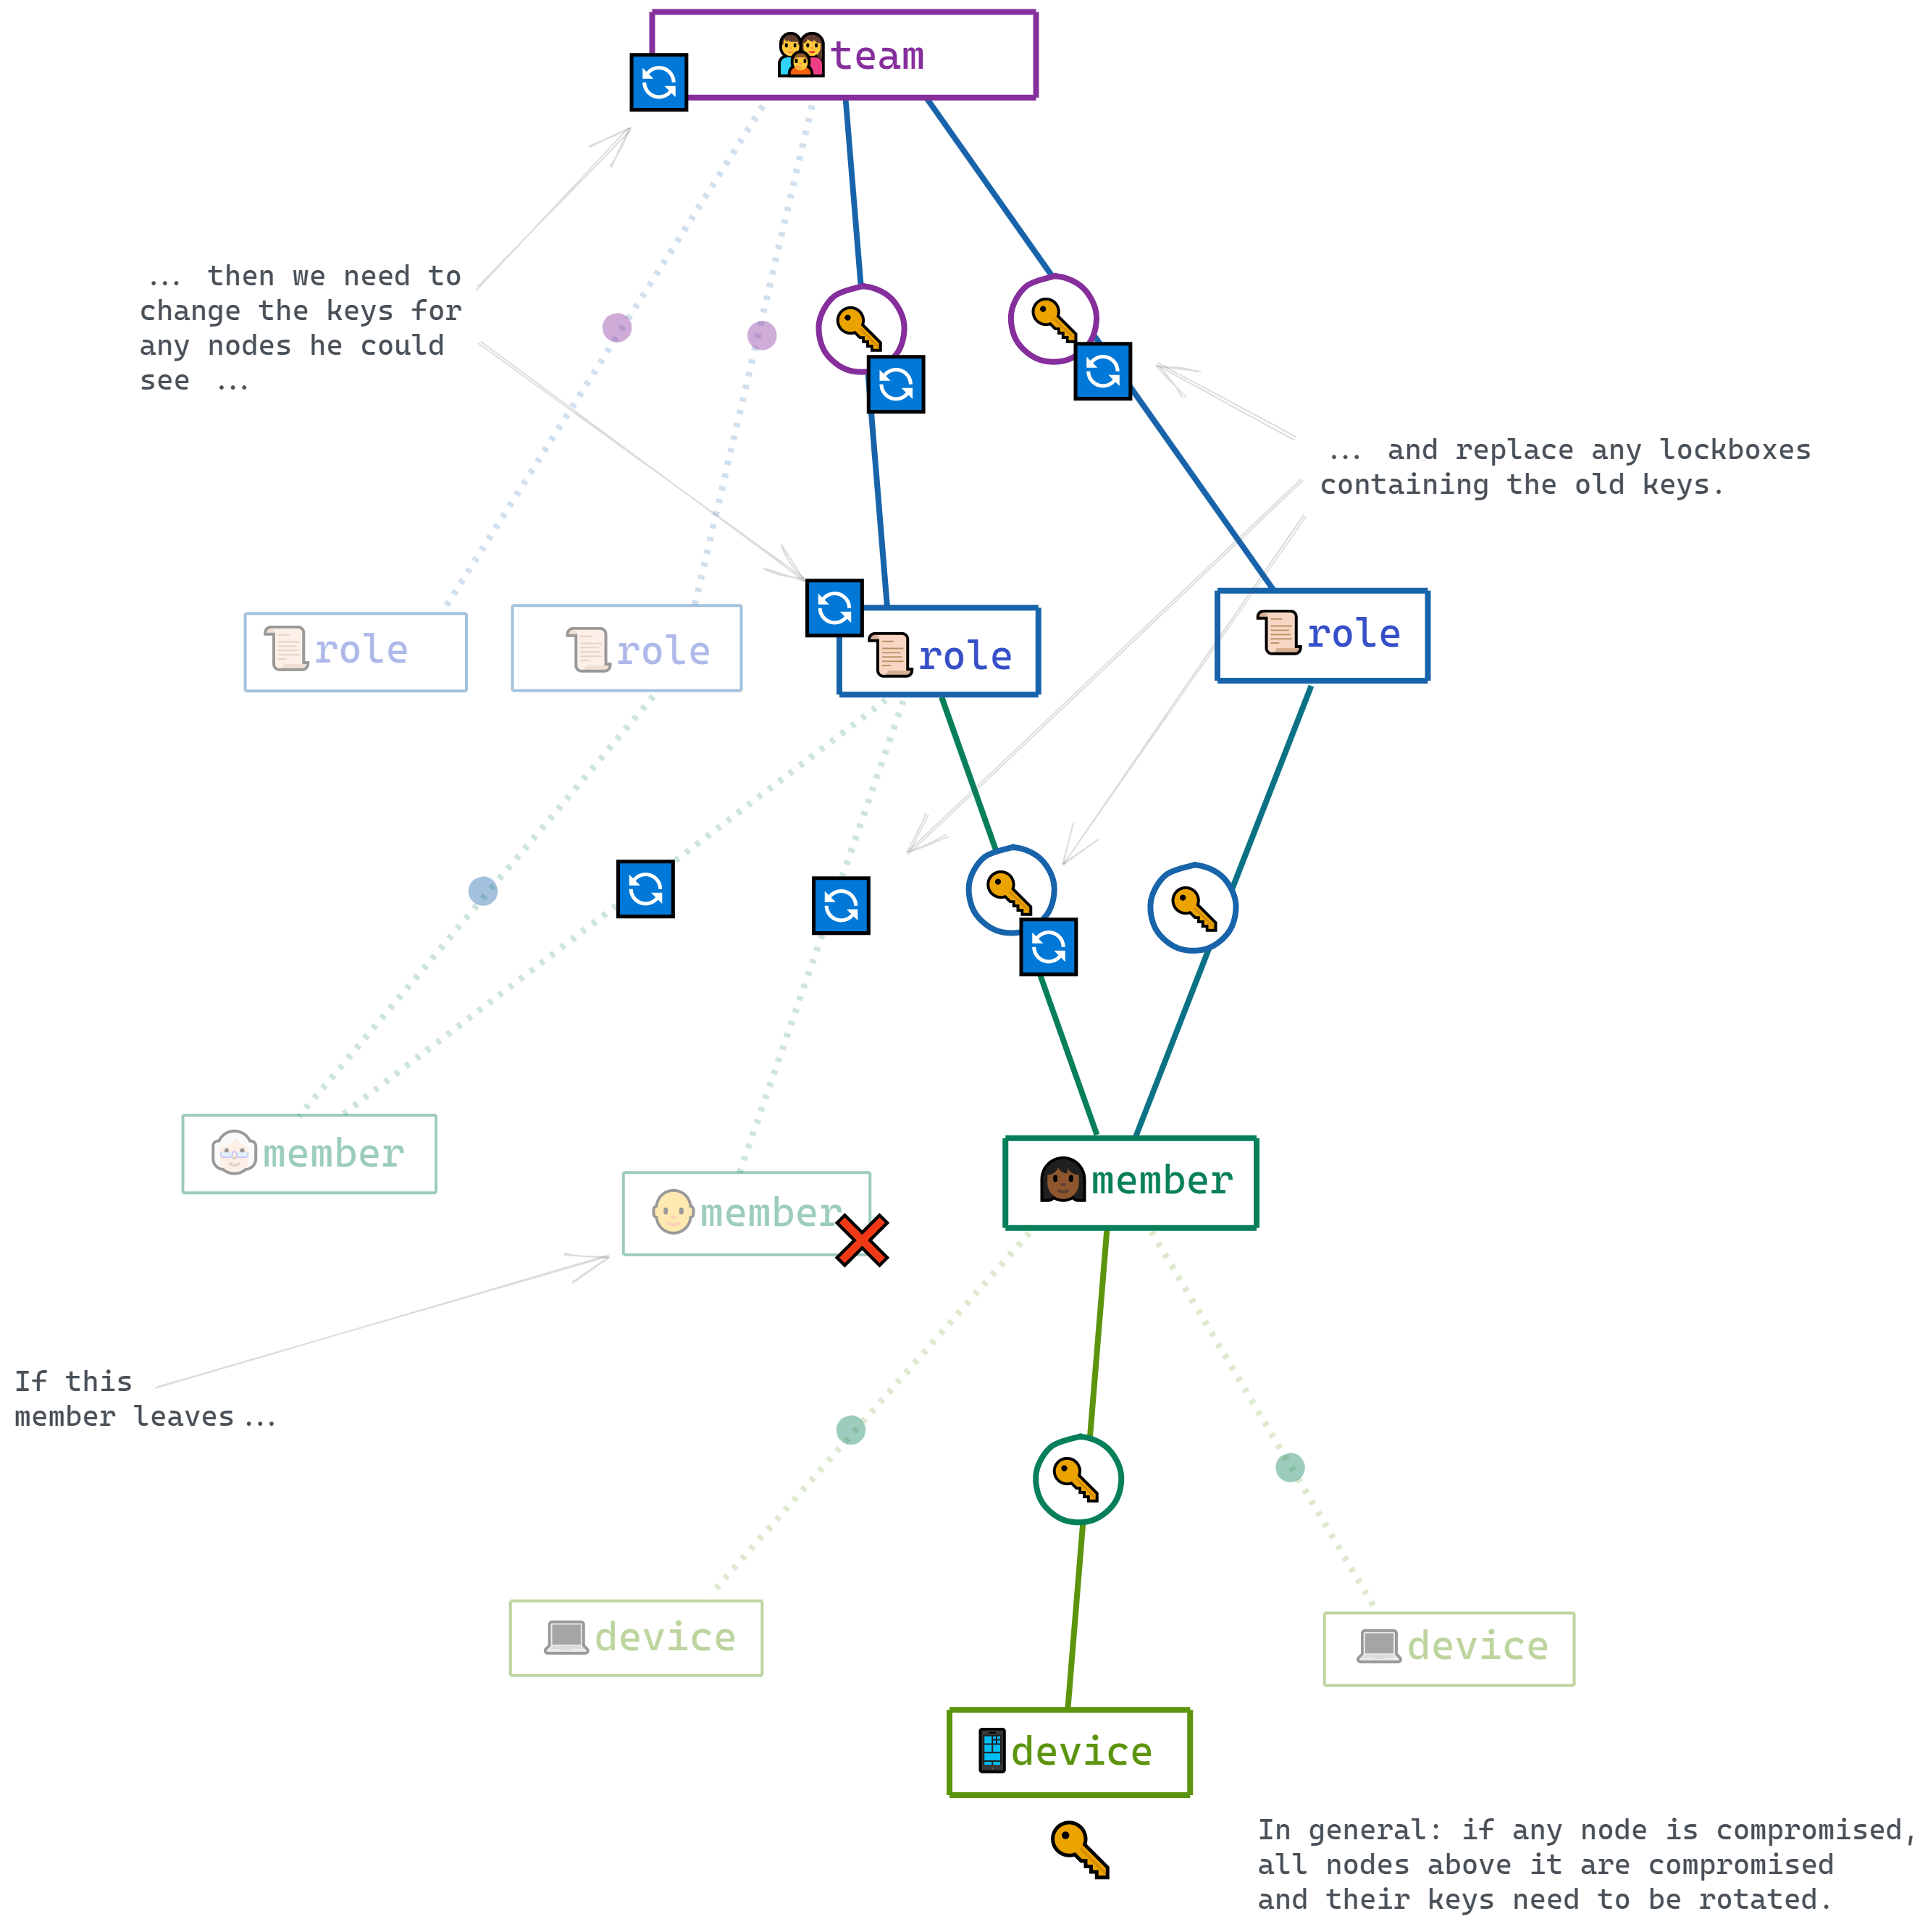 team
... then we need to
change the keys for
any nodes he could
see ...
... and replace any lockboxes
containing the old keys.
role
role
role
role
member
member
member
If this
member leaves...
device
device
device
In general: if any node is compromised,
all nodes above it are compromised
and their keys need to be rotated.